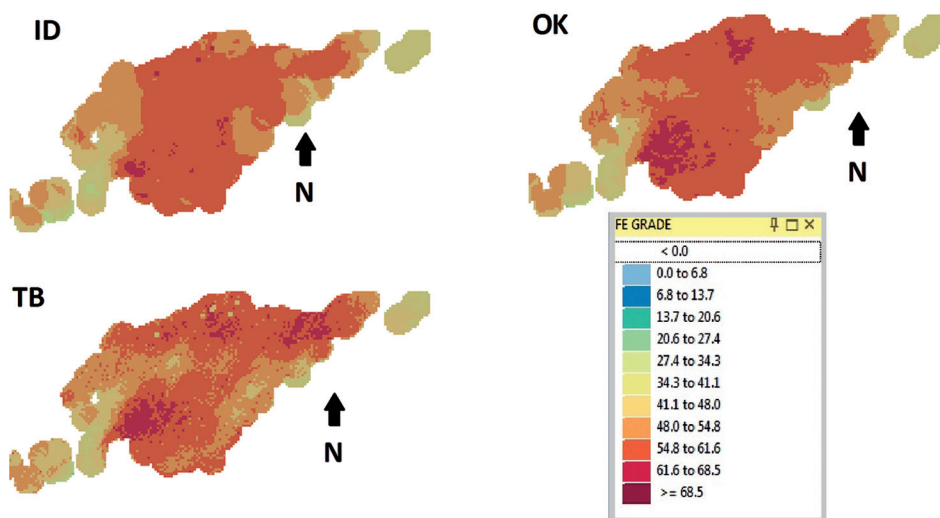 ID
N
OK
N
TB
N
FE GRADE
< 0.0
0.0 to 6.8
6.8 to 13.7
13.7 to 20.6
20.6 to 27.4
27.4 to 34.3
34.3 to 41.1
41.1 to 48.0
48.0 to 54.8
54.8 to 61.6
61.6 to 68.5
>= 68.5